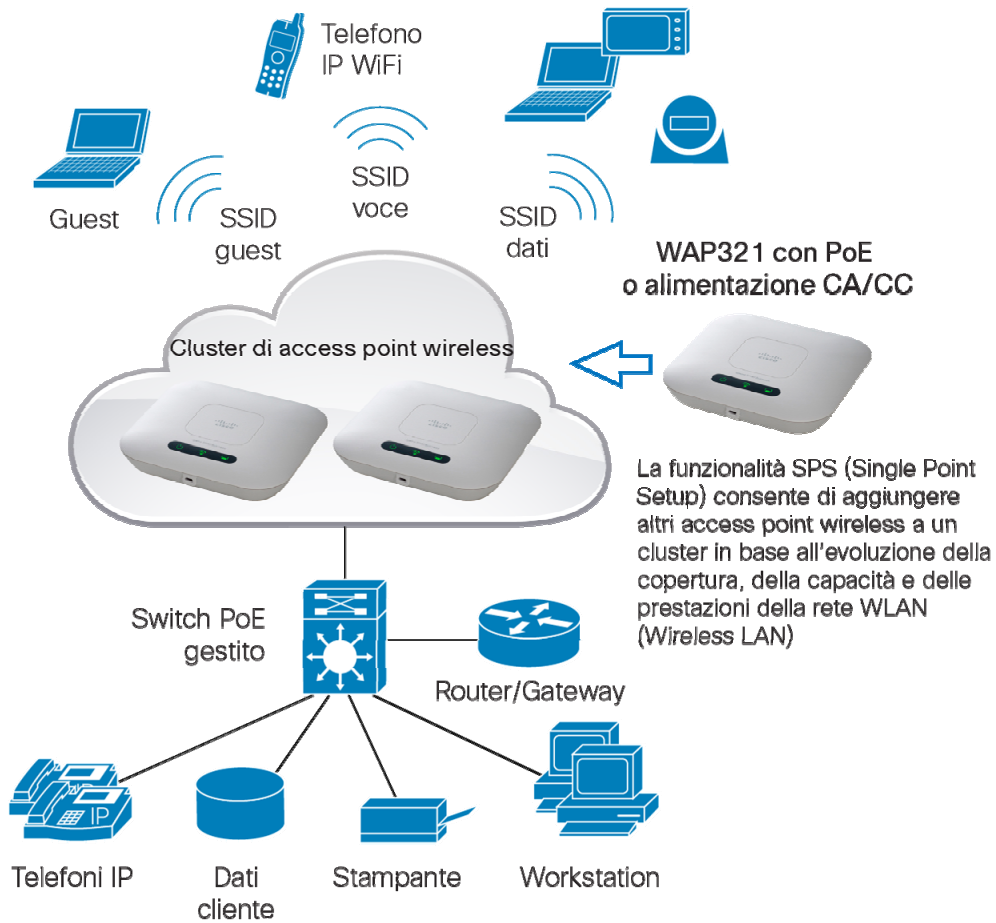 Telefono
IP WiFi
Guest
SSID
guest
SSID
voce
SSID
dati
WAP321 con PoE
o alimentazione CA/CC
Cluster di access point wireless
La funzionalità SPS (Single Point
Setup) consente di aggiungere
altri access point wireless a un
cluster in base all'evoluzione della
copertura, della capacità e delle
prestazioni della rete WLAN
(Wireless LAN)
Switch PoE
gestito
Router/Gateway
IP
Telefoni IP
Dati
cliente
Stampante
Workstation